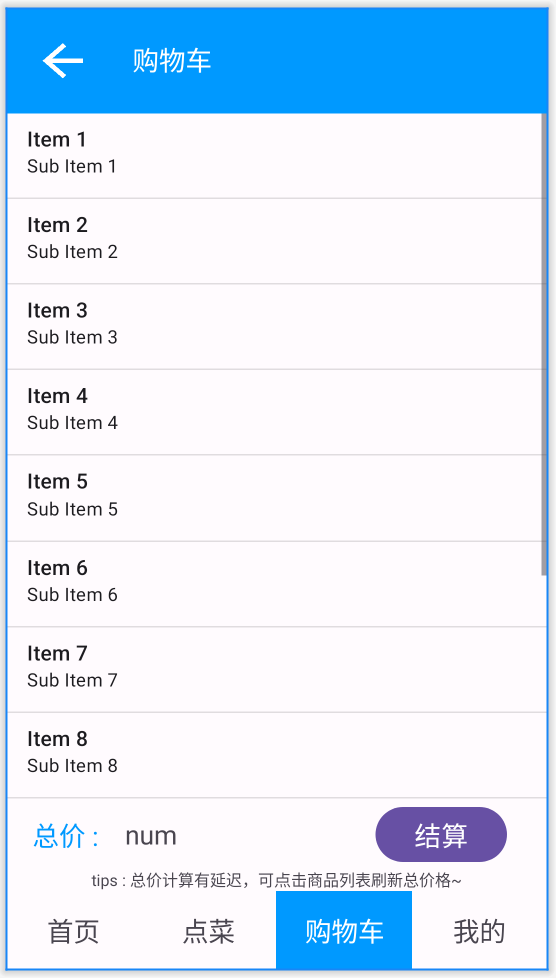 购物车
Item 1
Sub Item 1
Item 2
Sub Item 2
Item 3
Sub Item 3
Item 4
Sub Item 4
Item 5
Sub Item 5
Item 6
Sub Item 6
Item 7
Sub Item 7
Item 8
Sub Item 8
总价 : num 结算
tips : 总价计算有延迟，可点击商品列表刷新总价格~
首页 点菜 购物车 我的